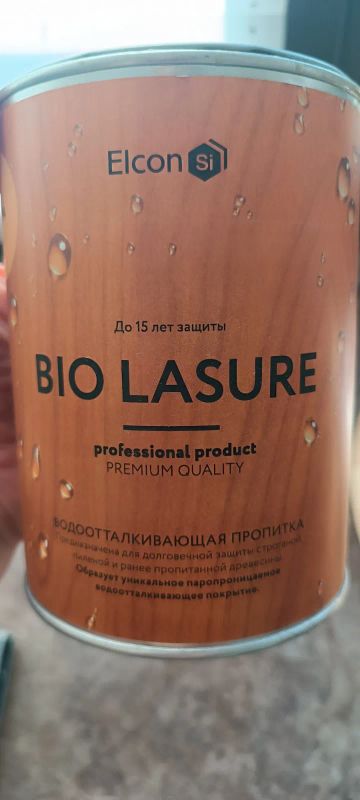 Elcon Si
До 15 лет защиты
BIO LASURE
professional product
PREMIUM QUALITY
ВОДООТТАЛКИВАЮЩАЯ ПРОПИТКА
Предназначена для долговечной защиты строганой,
пиленой и ранее пропитанной древесины.
Образует уникальное паропроницаемое
водоотталкивающее покрытие.